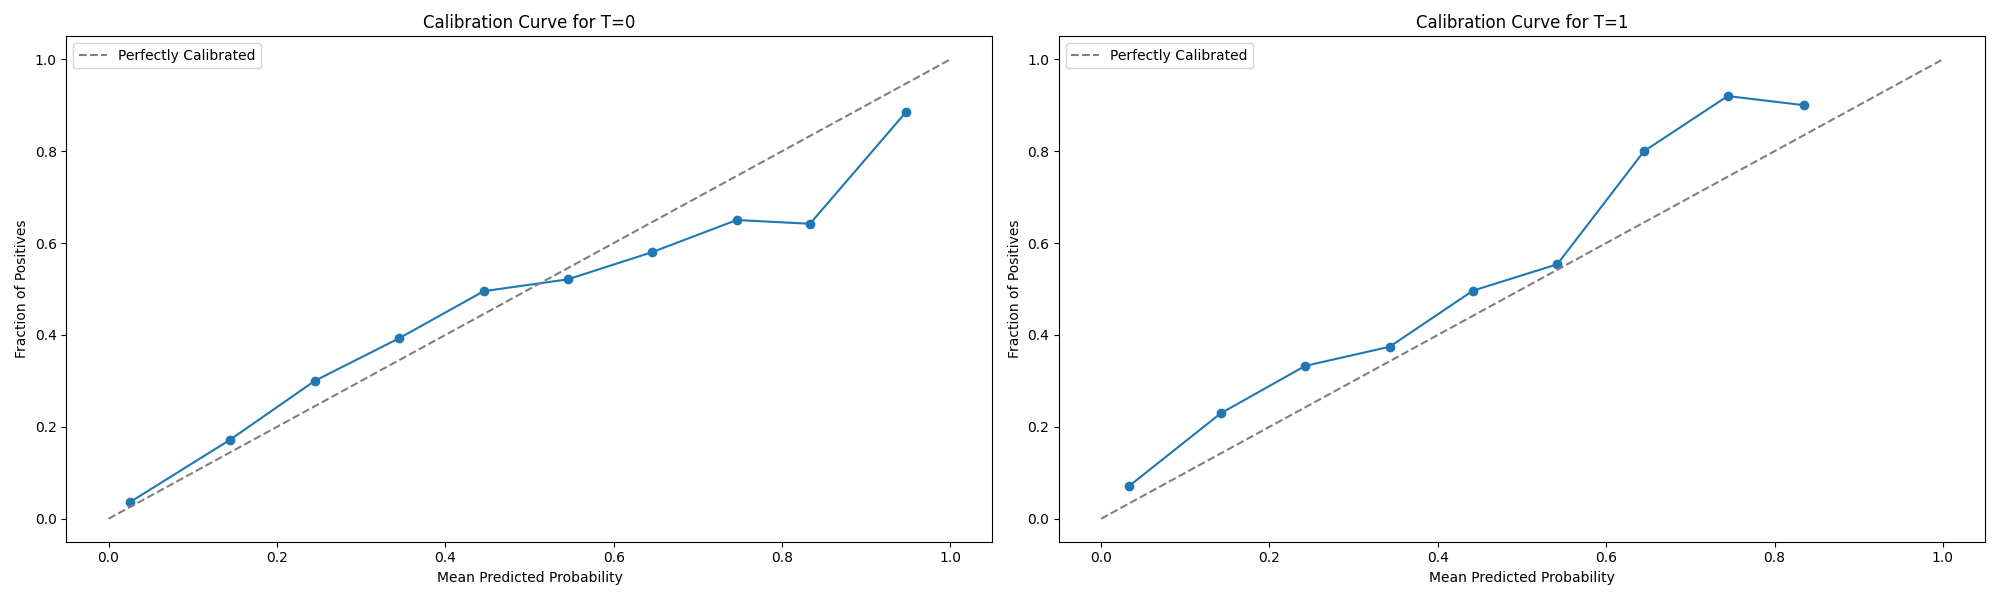 Calibration Curve for T=0
Perfectly Calibrated
1.0
0.8
0.6
0.4
0.2
0.0
Fraction of Positives
0.0 0.2 0.4 0.6 0.8 1.0
Mean Predicted Probability
Calibration Curve for T=1
Perfectly Calibrated
1.0
0.8
0.6
0.4
0.2
0.0
Fraction of Positives
0.0 0.2 0.4 0.6 0.8 1.0
Mean Predicted Probability